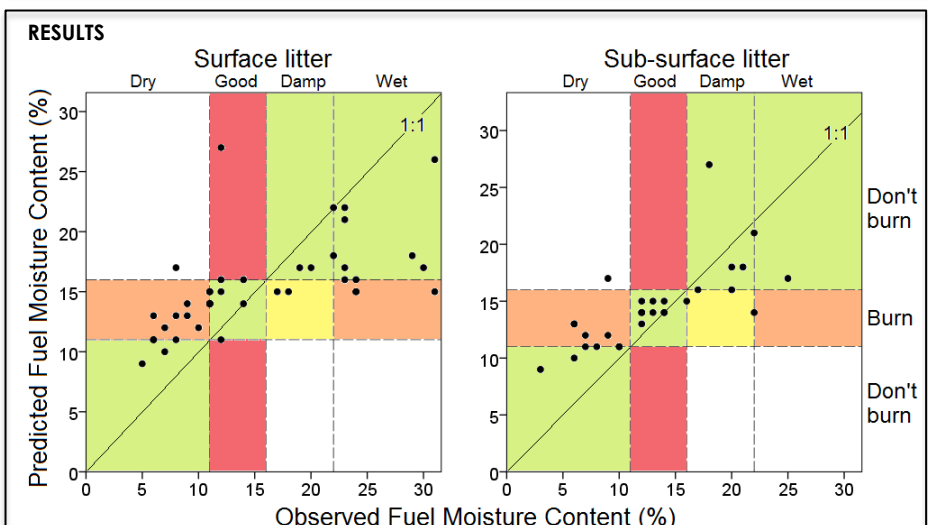 RESULTS
Surface litter
Sub-surface litter
Dry Good Damp Wet
Dry Good Damp Wet
Predicted Fuel Moisture Content (%)
30
25
20
15
10
5
0
1:1
0 5 10 15 20 25 30
30
25
20
15
10
5
0
1:1
0 5 10 15 20 25 30
Don't
burn
Burn
Don't
burn
Observed Fuel Moisture Content (%)